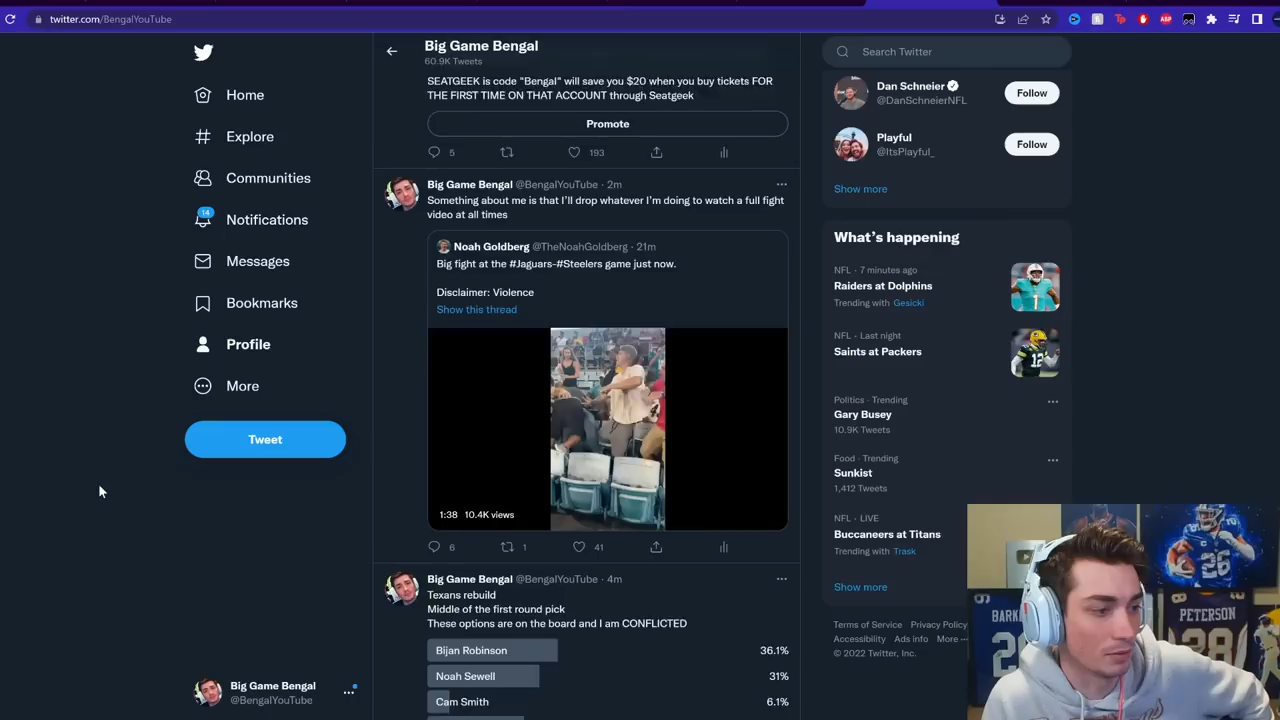 twitter.com/BengalYouTube
Home
Explore
Communities
14
Notifications
Messages
Bookmarks
Profile
More
Tweet
Big Game Bengal
@BengalYouTube
Big Game Bengal
60.9K Tweets
SEATGEEK is code "Bengal" will save you $20 when you buy tickets FOR
THE FIRST TIME ON THAT ACCOUNT through Seatgeek
Promote
5
193
Big Game Bengal @BengalYouTube · 2m
Something about me is that I'll drop whatever I'm doing to watch a full fight
video at all times
Noah Goldberg @TheNoahGoldberg · 21m
Big fight at the #Jaguars-#Steelers game just now.
Disclaimer: Violence
Show this thread
1:38 10.4K views
6
1
41
Big Game Bengal @BengalYouTube · 4m
Texans rebuild
Middle of the first round pick
These options are on the board and I am CONFLICTED
Bijan Robinson 36.1%
Noah Sewell 31%
Cam Smith 6.1%
Search Twitter
Dan Schneier
@DanSchneierNFL
Follow
Playful
@ItsPlayful_
Follow
Show more
What's happening
NFL · 7 minutes ago
Raiders at Dolphins
Trending with Gesicki
NFL · Last night
Saints at Packers
Politics · Trending
Gary Busey
10.9K Tweets
Food · Trending
Sunkist
1,412 Tweets
NFL · LIVE
Buccaneers at Titans
Trending with Trask
Show more
Terms of Service Privacy Policy
Accessibility Ads info More ···
© 2022 Twitter, Inc.
26
PETERSON
28